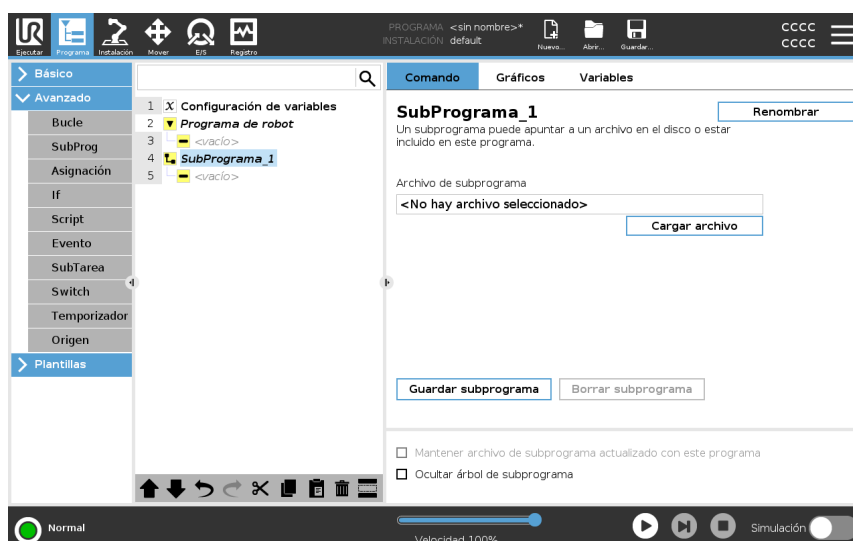 UR
Ejecutar
Programa
Instalación
Mover
E/S
Registro
PROGRAMA <sin nombre>*
INSTALACIÓN default
Nuevo...
Abrir...
Guardar...
cccc
cccc
Básico
Avanzado
Bucle
SubProg
Asignación
If
Script
Evento
SubTarea
Switch
Temporizador
Origen
Plantillas
1 X Configuración de variables
2 Programa de robot
3 <vacío>
4 SubPrograma_1
5 <vacío>
Comando Gráficos Variables
SubPrograma_1
Renombrar
Un subprograma puede apuntar a un archivo en el disco o estar
incluido en este programa.
Archivo de subprograma
<No hay archivo seleccionado>
Cargar archivo
Guardar subprograma
Borrar subprograma
Mantener archivo de subprograma actualizado con este programa
Ocultar árbol de subprograma
Normal
Velocidad 100%
Simulación